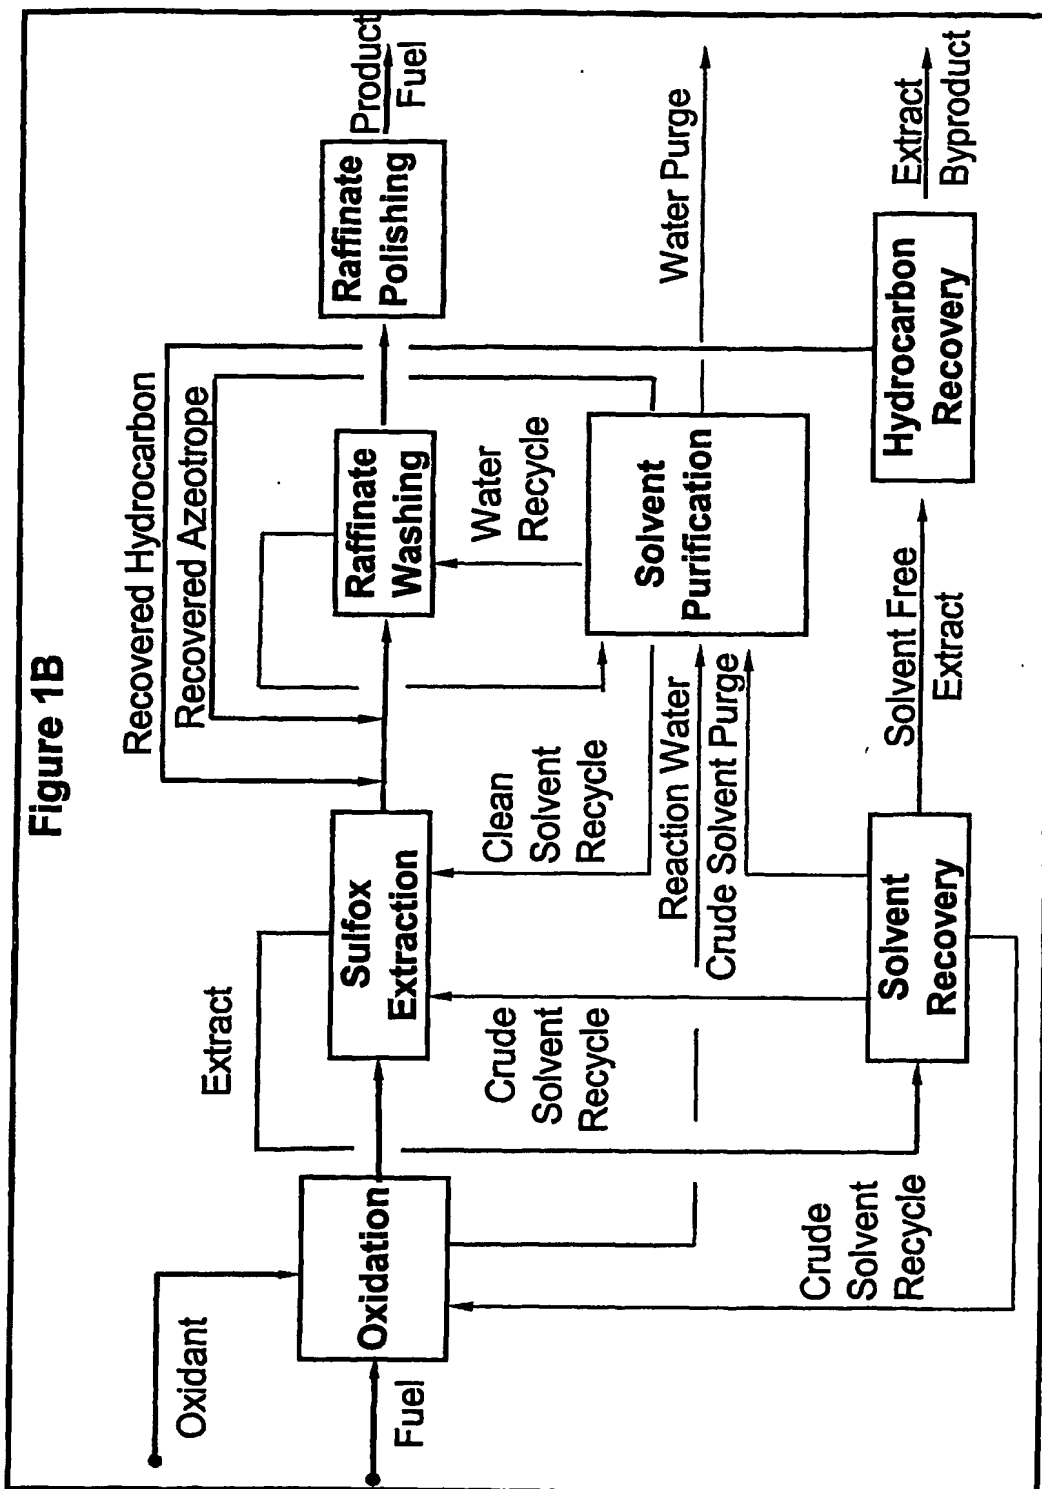 Figure 1B
Recovered Hydrocarbon
Recovered Azeotrope
Oxidant
Fuel
Oxidation
Extract
Sulfox
Extraction
Raffinate
Washing
Raffinate
Polishing
Product
Fuel
Crude
Solvent
Recycle
Clean
Solvent
Recycle
Water
Recycle
Reaction Water
Crude Solvent Purge
Solvent
Purification
Water Purge
Crude
Solvent
Recycle
Solvent
Recovery
Solvent Free
Extract
Hydrocarbon
Recovery
Extract
Byproduct